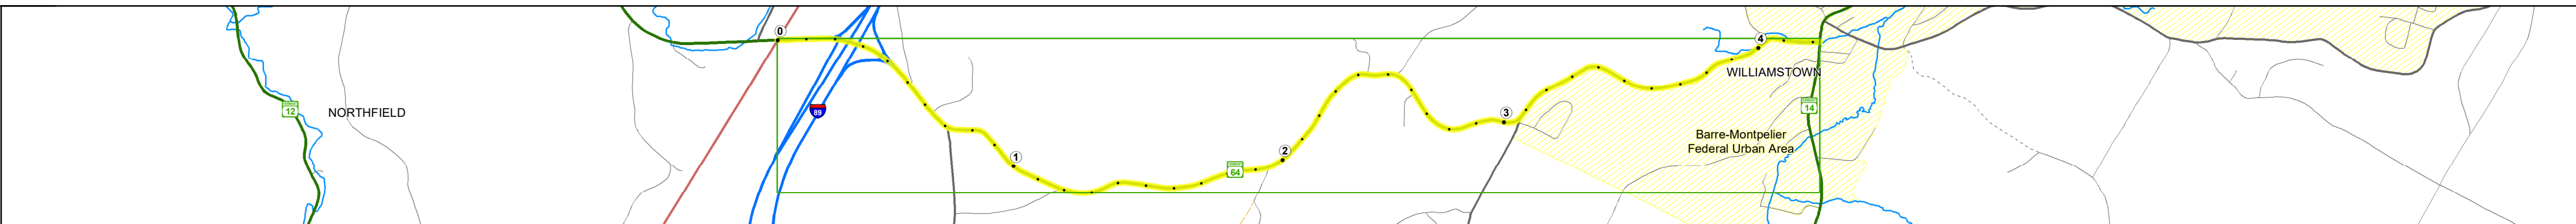 0
4
WILLIAMSTOWN
12
NORTHFIELD
89
3
14
Barre-Montpelier
Federal Urban Area
2
1
64